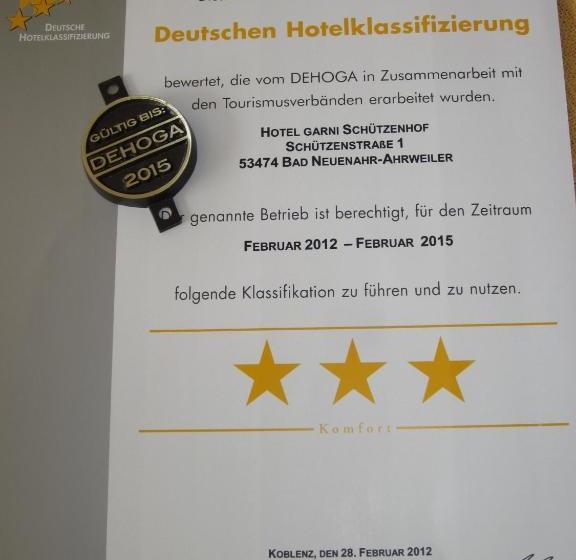 DEUTSCHE
HOTELKLASSIFIZIERUNG
Deutschen Hotelklassifizierung
bewertet, die vom DEHOGA in Zusammenarbeit mit
den Tourismusverbänden erarbeitet wurden.
HOTEL GARNI SCHÜTZENHOF
SCHÜTZENSTRAßE 1
53474 BAD NEUENAHR-AHRWEILER
GÜLTIG BIS:
DEHOGA
2015
genannte Betrieb ist berechtigt, für den Zeitraum
FEBRUAR 2012 – FEBRUAR 2015
folgende Klassifikation zu führen und zu nutzen.
Komfort
KOBLENZ, DEN 28. FEBRUAR 2012